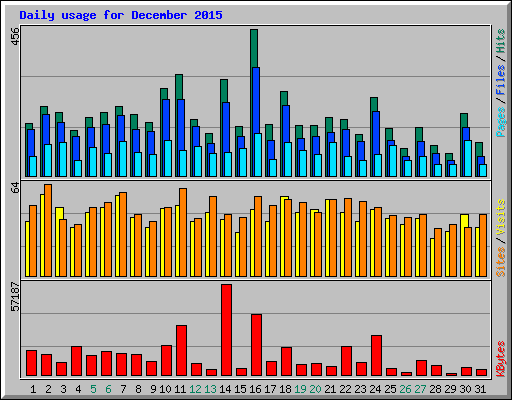 Daily usage for December 2015
456
Pages / Files / Hits
64
Sites / Visits
57187
KBytes
1 2 3 4 5 6 7 8 9 10 11 12 13 14 15 16 17 18 19 20 21 22 23 24 25 26 27 28 29 30 31